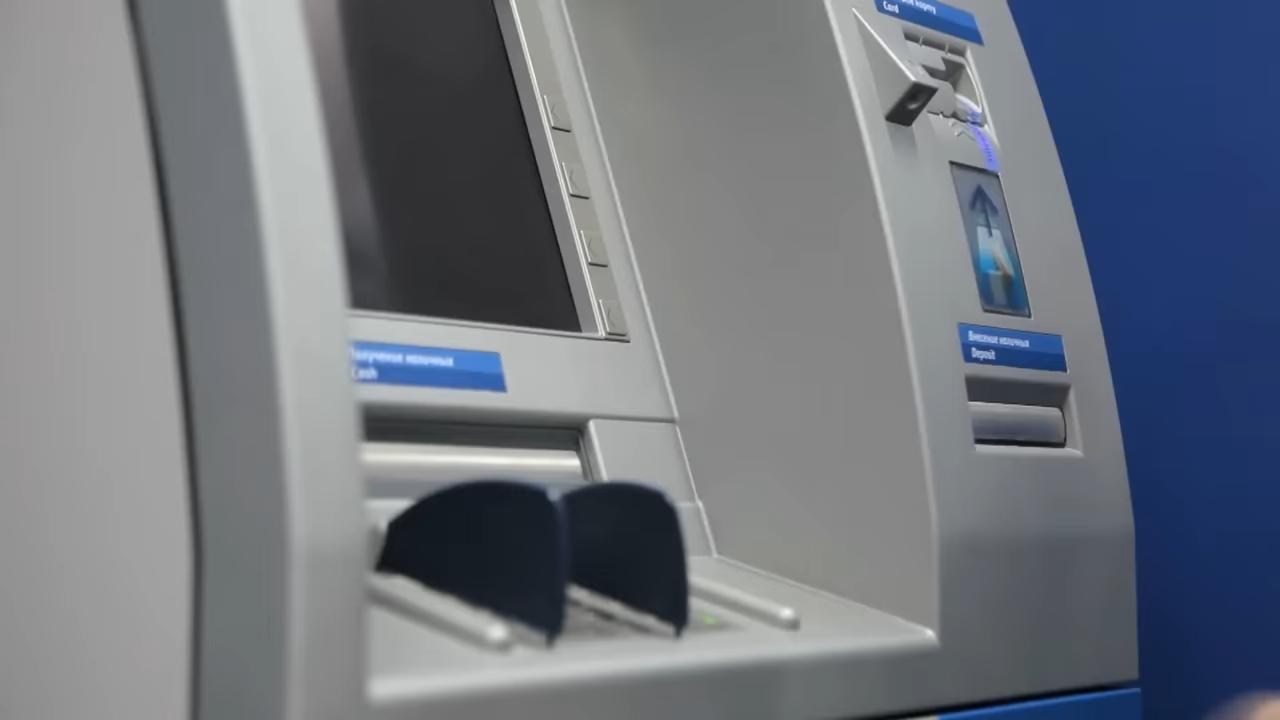 Card
Получение наличных
Cash
Внесение наличных
Deposit